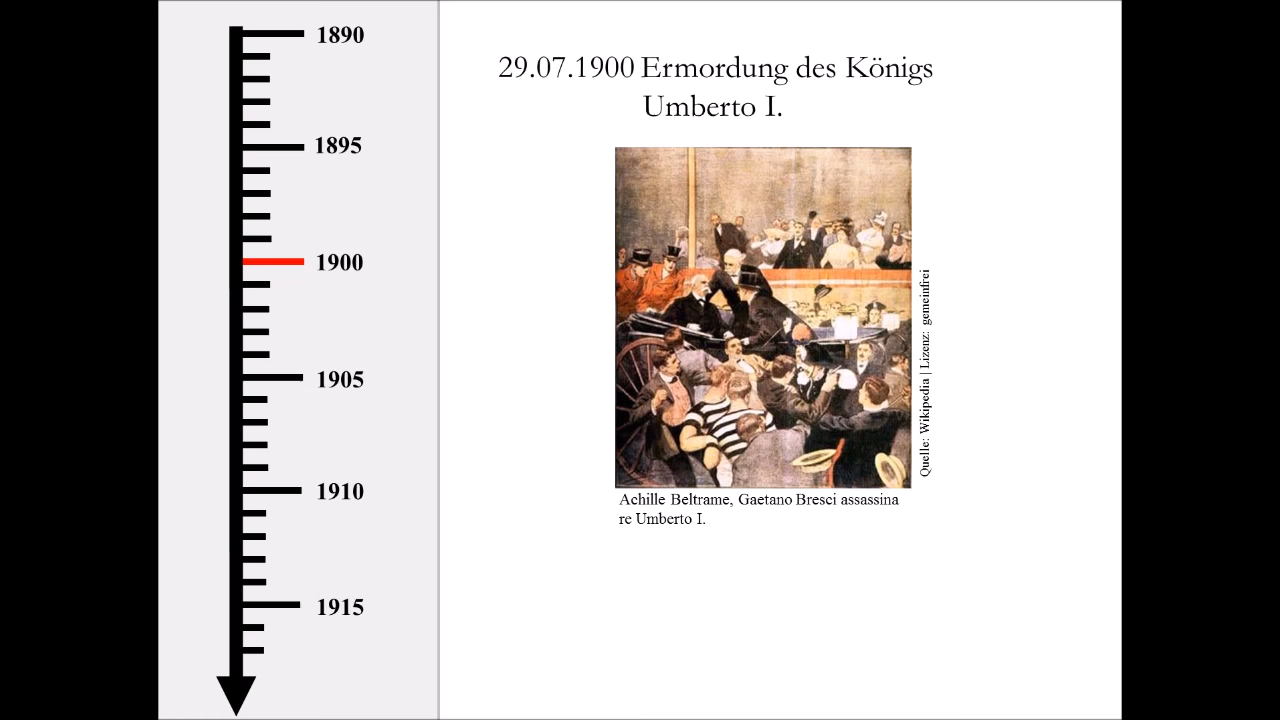 1890
1895
1900
1905
1910
1915
29.07.1900 Ermordung des Königs
Umberto I.
Quelle: Wikipedia | Lizenz: gemeinfrei
Achille Beltrame, Gaetano Bresci assassina
re Umberto I.